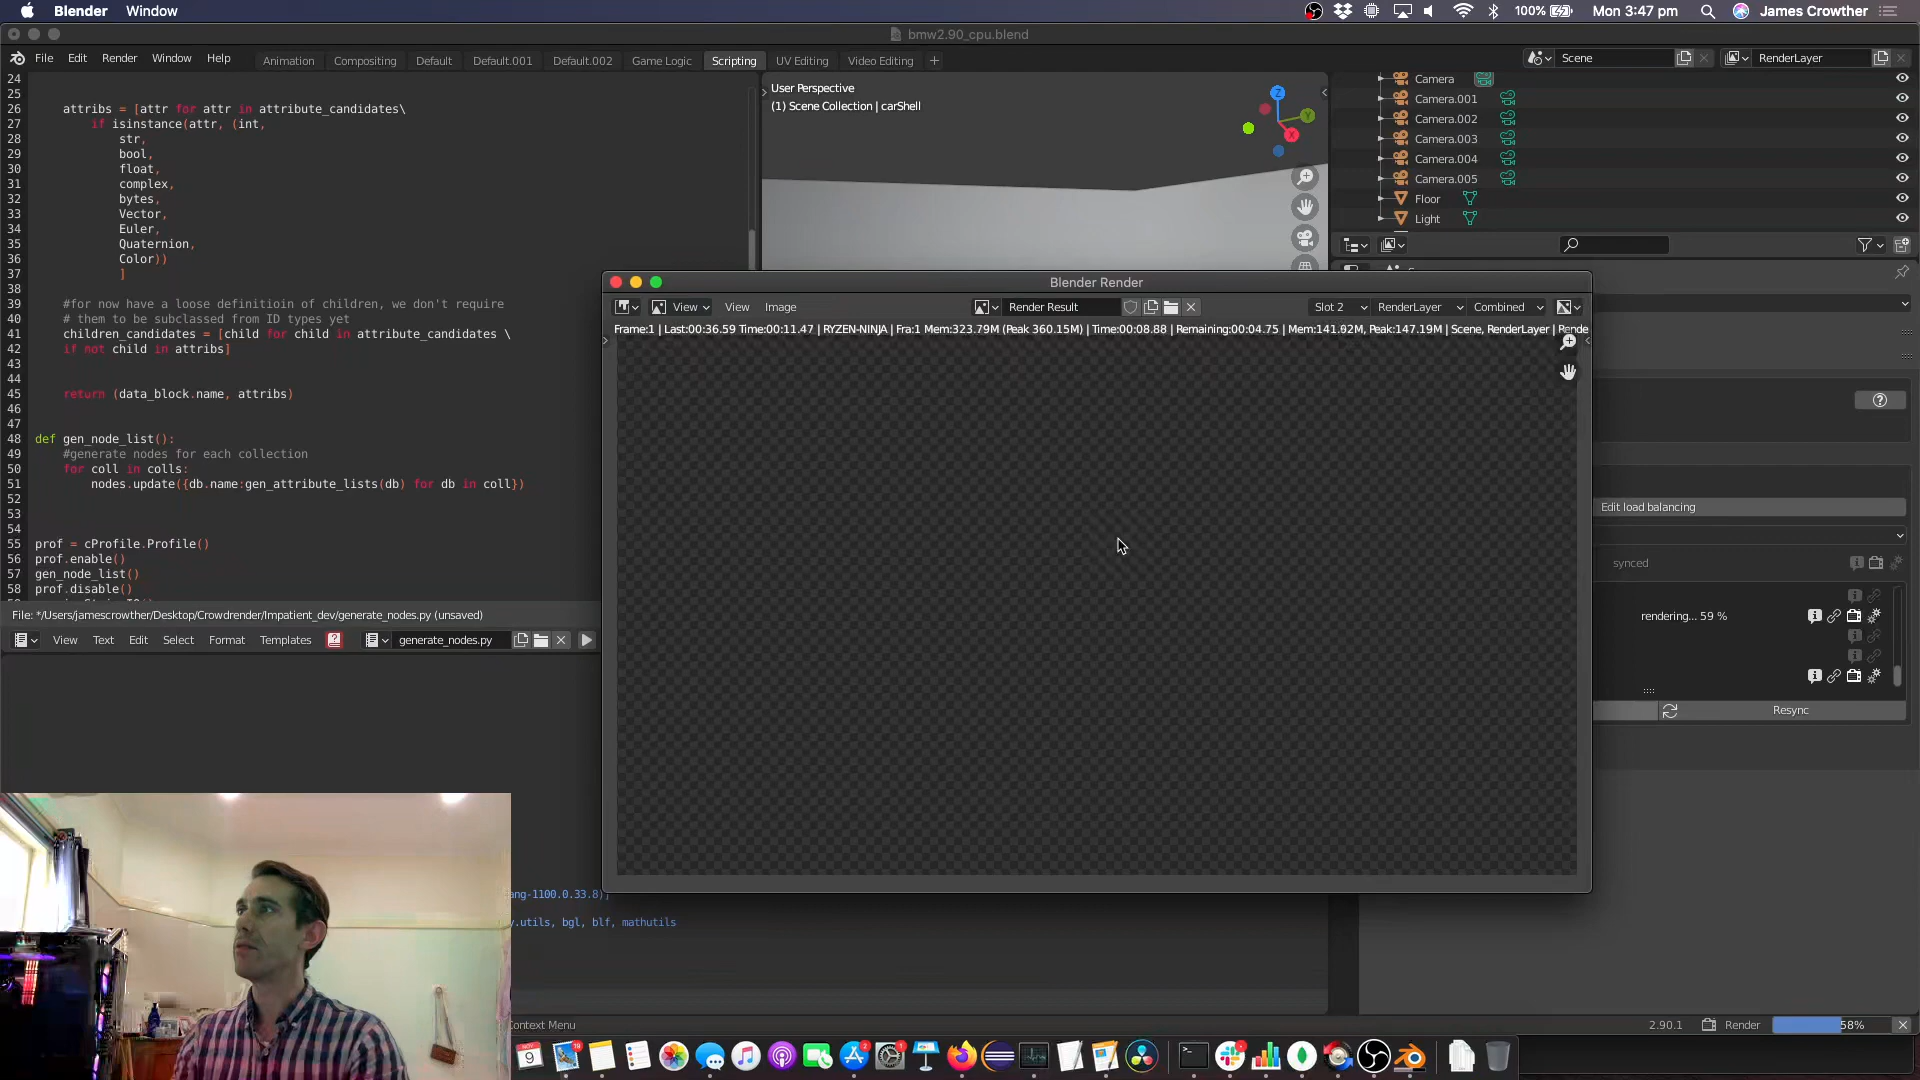 Blender Window 100% Mon 3:47 pm James Crowther
bmw2.90_cpu.blend
File Edit Render Window Help Animation Compositing Default Default.001 Default.002 Game Logic Scripting UV Editing Video Editing + Scene RenderLayer
24
25
26 attribs = [attr for attr in attribute_candidates\
27 if isinstance(attr, (int,
28 str,
29 bool,
30 float,
31 complex,
32 bytes,
33 Vector,
34 Euler,
35 Quaternion,
36 Color))
37 ]
38
39 #for now have a loose definitioin of children, we don't require
40 # them to be subclassed from ID types yet
41 children_candidates = [child for child in attribute_candidates \
42 if not child in attribs]
43
44
45 return (data_block.name, attribs)
46
47
48 def gen_node_list():
49 #generate nodes for each collection
50 for coll in colls:
51 nodes.update({db.name:gen_attribute_lists(db) for db in coll})
52
53
54
55 prof = cProfile.Profile()
56 prof.enable()
57 gen_node_list()
58 prof.disable()
File: */Users/jamescrowther/Desktop/Crowdrender/Impatient_dev/generate_nodes.py (unsaved)
View Text Edit Select Format Templates generate_nodes.py
User Perspective
(1) Scene Collection | carShell
Z
Y
X
Camera
Camera.001
Camera.002
Camera.003
Camera.004
Camera.005
Floor
Light
Blender Render
View View Image Render Result Slot 2 RenderLayer Combined
Frame:1 | Last:00:36.59 Time:00:11.47 | RYZEN-NINJA | Fra:1 Mem:323.79M (Peak 360.15M) | Time:00:08.88 | Remaining:00:04.75 | Mem:141.92M, Peak:147.19M | Scene, RenderLayer | Rende
Edit load balancing
synced
rendering... 59 %
Resync
ang-1100.0.33.8)]
y.utils, bgl, blf, mathutils
Context Menu
2.90.1 Render 58%
NOV
9
19
2
1